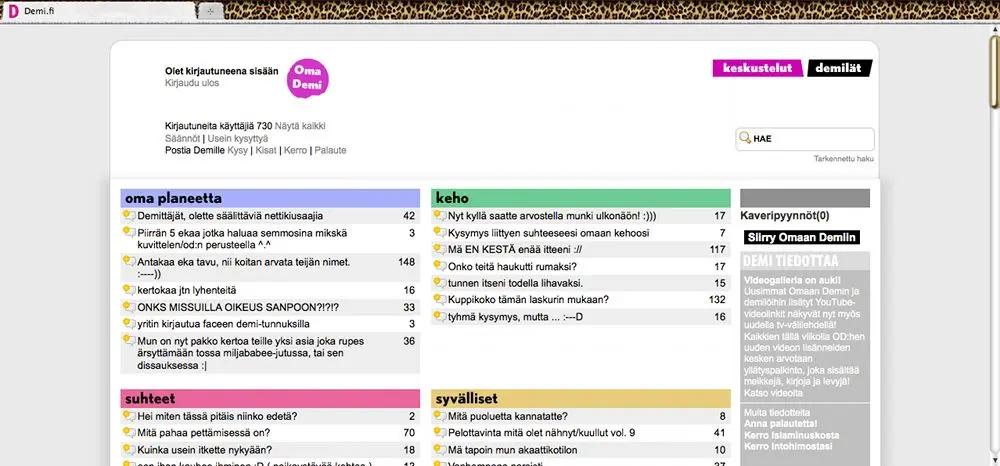 Demi.fi
Olet kirjautuneena sisään
Kirjaudu ulos
Oma
Demi
keskustelut
demilät
Kirjautuneita käyttäjiä 730 Näytä kaikki
Säännöt | Usein kysyttyä
Postia Demille Kysy | Kisat | Kerro | Palaute
HAE
Tarkennettu haku
oma planeetta
Demittäjät, olette säälittäviä nettikiusaajia 42
Piirrän 5 ekaa jotka haluaa semmosina mikskä 3
kuvittelen/od:n perusteella ^.^
Antakaa eka tavu, nii koitan arvata teijän nimet. 148
:----))
kertokaa jtn lyhenteitä 16
ONKS MISSUILLA OIKEUS SANPOON?!?!? 33
yritin kirjautua faceen demi-tunnuksilla 3
Mun on nyt pakko kertoa teille yksi asia joka rupes 36
ärsyttämään tossa miljababee-jutussa, tai sen
dissauksessa :|
keho
Nyt kyllä saatte arvostella munki ulkonäön! :))) 17
Kysymys liittyen suhteeseesi omaan kehoosi 7
Mä EN KESTÄ enää itteeni :// 117
Onko teitä haukutti rumaksi? 17
tunnen itseni todella lihavaksi. 15
Kuppikoko tämän laskurin mukaan? 132
tyhmä kysymys, mutta ... :---D 16
Kaveripyynnöt(0)
Siirry Omaan Demiin
DEMI TIEDOTTAA
Videogalleria on auki!
Uusimmat Omaan Demin ja
demilöihin lisätyt YouTube-
videolinkit näkyvät nyt myös
uudella tv-välilehdellä!
Kaikkien tällä viikolla OD:hen
uuden videon lisänneiden
kesken arvotaan
yllätyspalkinto, joka sisältää
meikkejä, kirjoja ja levyjä!
Katso videoita
Muita tiedotteita
Anna palautetta!
Kerro Islaminuskosta
Kerro Intohimostasi
suhteet
Hei miten tässä pitäis niinko edetä? 2
Mitä pahaa pettämisessä on? 70
Kuinka usein itkette nykyään? 18
syvälliset
Mitä puoluetta kannatatte? 8
Pelottavinta mitä olet nähnyt/kuullut vol. 9 41
Mä tapoin mun akaattikotilon 10